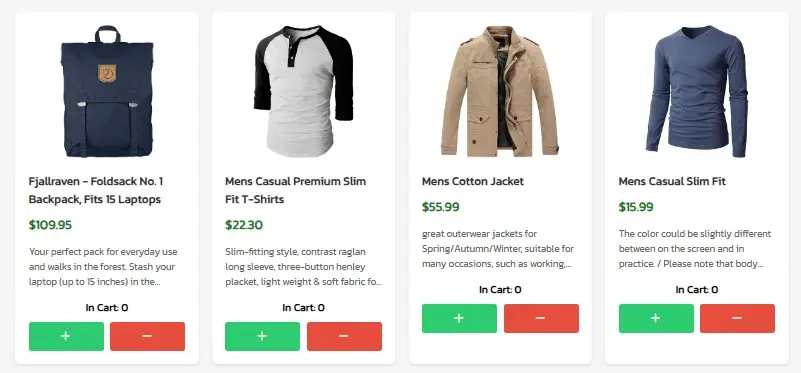 Fjallraven - Foldsack No. 1
Backpack, Fits 15 Laptops
$109.95
Your perfect pack for everyday use
and walks in the forest. Stash your
laptop (up to 15 inches) in the...
In Cart: 0
+
−
Mens Casual Premium Slim
Fit T-Shirts
$22.30
Slim-fitting style, contrast raglan
long sleeve, three-button henley
placket, light weight & soft fabric fo...
In Cart: 0
+
−
Mens Cotton Jacket
$55.99
great outerwear jackets for
Spring/Autumn/Winter, suitable for
many occasions, such as working,...
In Cart: 0
+
−
Mens Casual Slim Fit
$15.99
The color could be slightly different
between on the screen and in
practice. / Please note that body...
In Cart: 0
+
−